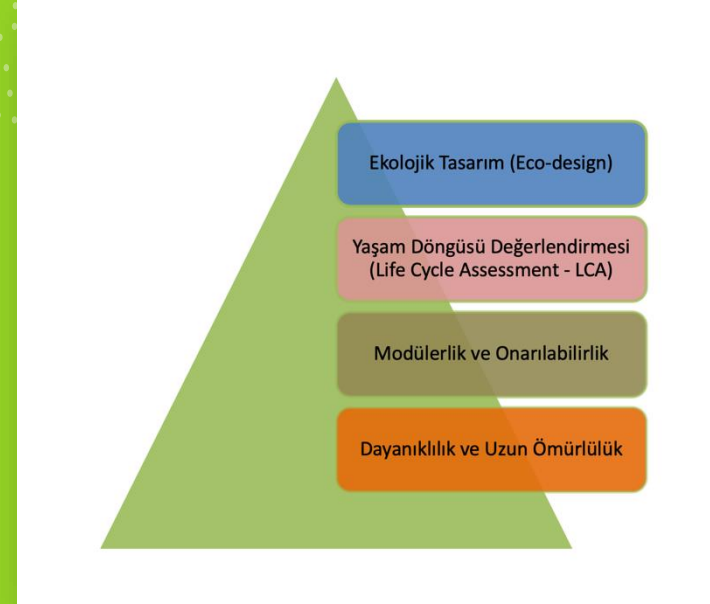 Ekolojik Tasarım (Eco-design)
Yaşam Döngüsü Değerlendirmesi
(Life Cycle Assessment - LCA)
Modülerlik ve Onarılabilirlik
Dayanıklılık ve Uzun Ömürlülük